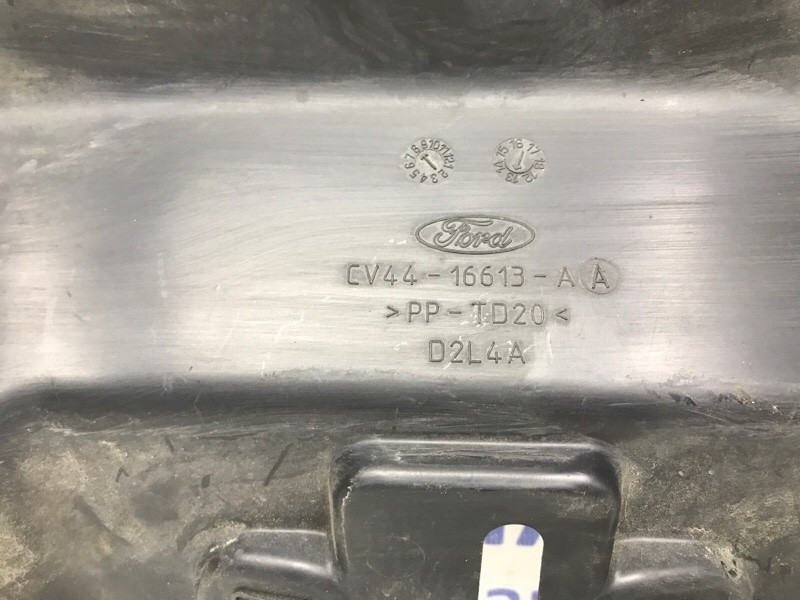 Ford
CV44-16613-A A
>PP-TD20<
D2L4A